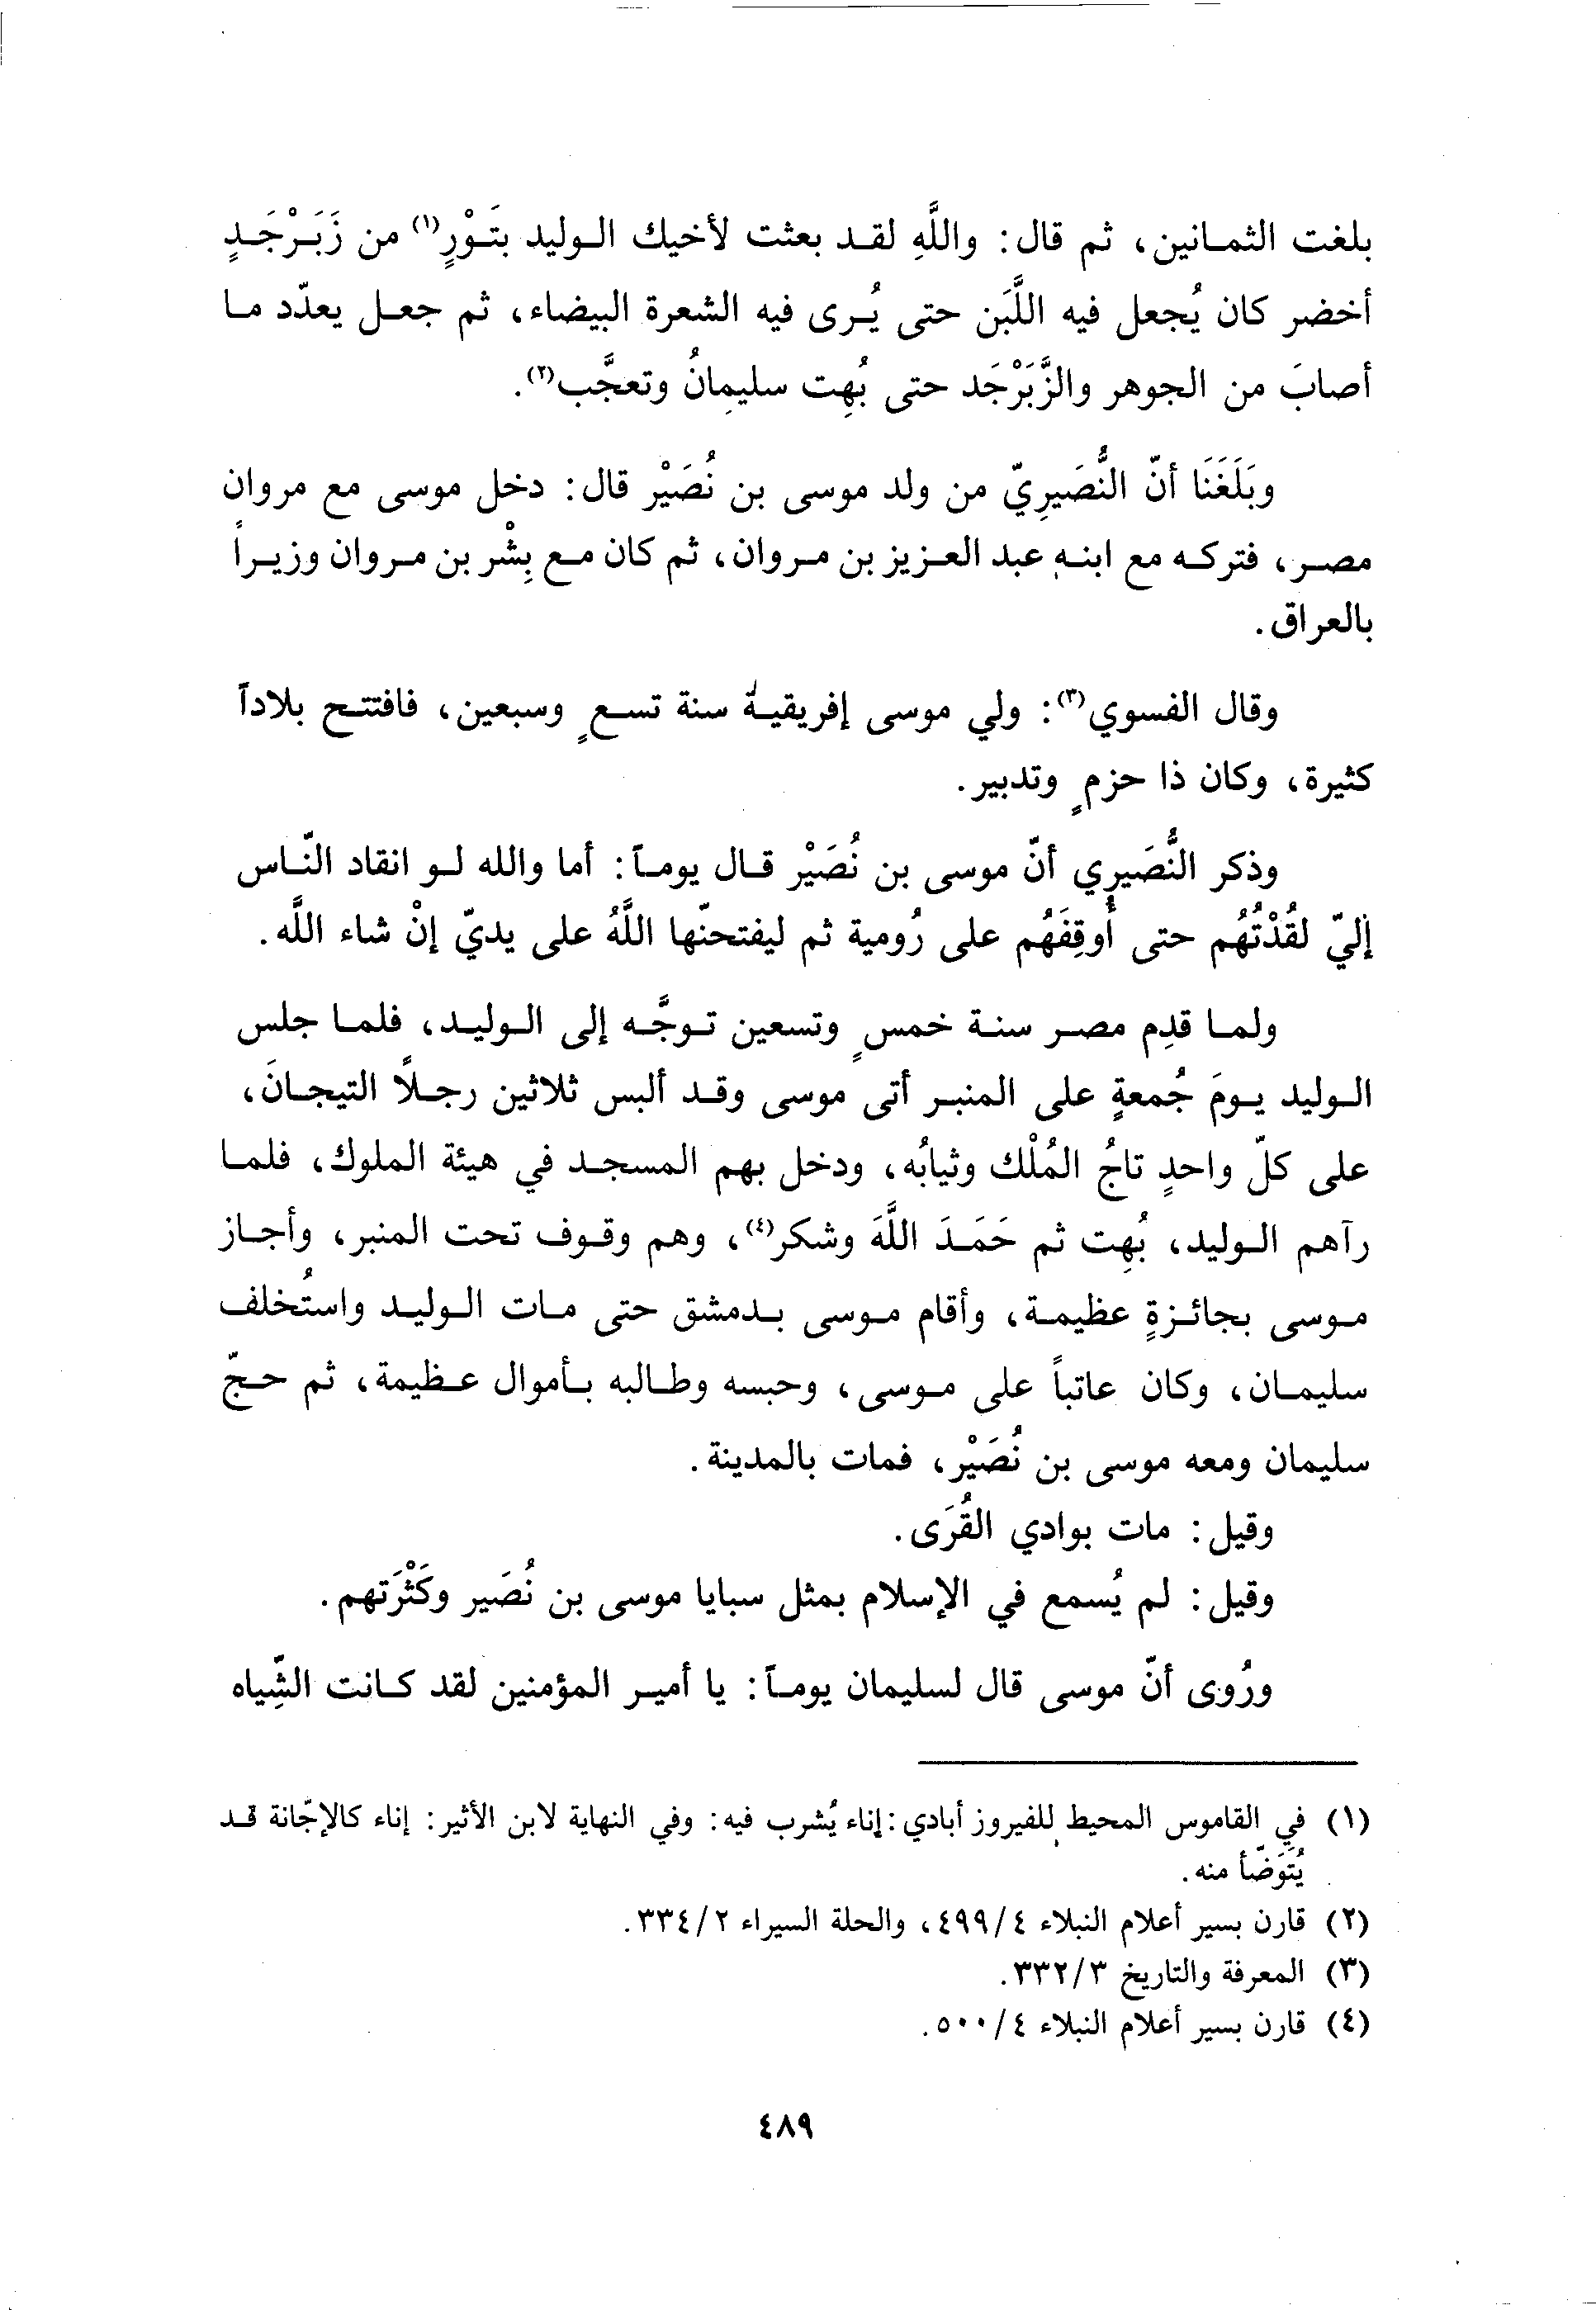 بلغت الثمانين، ثم قال: واللَّهِ لقد بعثت لأخيك الوليد بتَوْرٍ(١) من زَبَرْجَدٍ
أخضر كان يُجعل فيه اللَّبَن حتى يُرى فيه الشعرة البيضاء، ثم جعل يعدّد ما
أصابَ من الجوهر والزَّبَرْجَد حتى بُهِت سليمانُ وتعجَّب(٢).
وبَلَغَنَا أنّ النُّصَيرِيّ من ولد موسى بن نُصَيْر قال: دخل موسى مع مروان
مصر، فتركه مع ابنه عبد العزيز بن مروان، ثم كان مع بِشْر بن مروان وزيراً
بالعراق.
وقال الفسوي(٣): ولي موسى إفريقية سنة تسعٍ وسبعين، فافتتح بلاداً
كثيرة، وكان ذا حزمٍ وتدبير.
وذكر النُّصَيرِي أنّ موسى بن نُصَيْر قال يوماً: أما والله لو انقاد النّاس
إليّ لقُدْتُهُم حتى أُوقِفَهُم على رُومية ثم ليفتحنّها اللَّهُ على يديّ إنْ شاء اللَّه.
ولما قدِم مصر سنة خمسٍ وتسعين توجَّه إلى الوليد، فلما جلس
الوليد يومَ جُمعةٍ على المنبر أتى موسى وقد ألبس ثلاثين رجلًا التيجانَ،
على كلّ واحدٍ تاجُ المُلْك وثيابُه، ودخل بهم المسجد في هيئة الملوك، فلما
رآهم الوليد، بُهِت ثم حَمَدَ اللَّهَ وشكر(٤)، وهم وقوف تحت المنبر، وأجاز
موسى بجائزةٍ عظيمة، وأقام موسى بدمشق حتى مات الوليد واستُخلف
سليمان، وكان عاتباً على موسى، وحبسه وطالبه بأموال عظيمة، ثم حجّ
سليمان ومعه موسى بن نُصَيْر، فمات بالمدينة.
وقيل: مات بوادي القُرَى.
وقيل: لم يُسمع في الإسلام بمثل سبايا موسى بن نُصَير وكَثْرَتهم.
ورُوى أنّ موسى قال لسليمان يوماً: يا أمير المؤمنين لقد كانت الشِّياه
(١) في القاموس المحيط للفيروز أبادي: إناء يُشرب فيه: وفي النهاية لابن الأثير: إناء كالإجّانة قد
يُتَوَضّأ منه.
(٢) قارن بسير أعلام النبلاء ٤/٤٩٩، والحلة السيراء ٢/٣٣٤.
(٣) المعرفة والتاريخ ٣/٣٣٢.
(٤) قارن بسير أعلام النبلاء ٤/٥٠٠.
٤٨٩